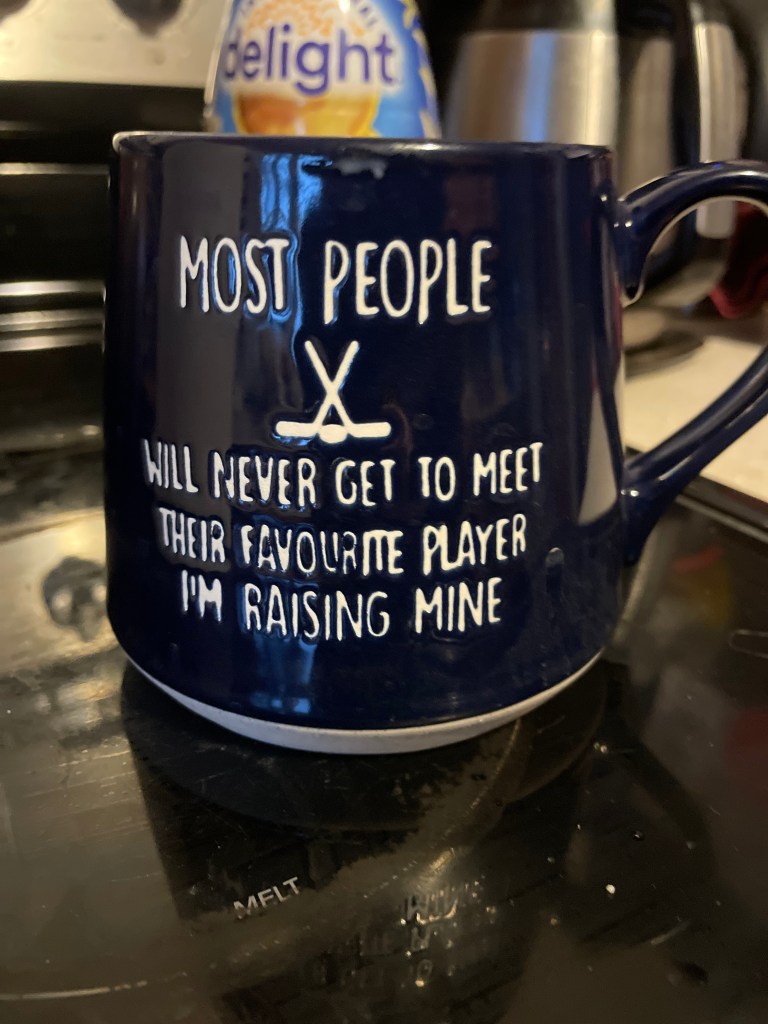 delight
MOST PEOPLE
WILL NEVER GET TO MEET
THEIR FAVOURITE PLAYER
I'M RAISING MINE
MELT